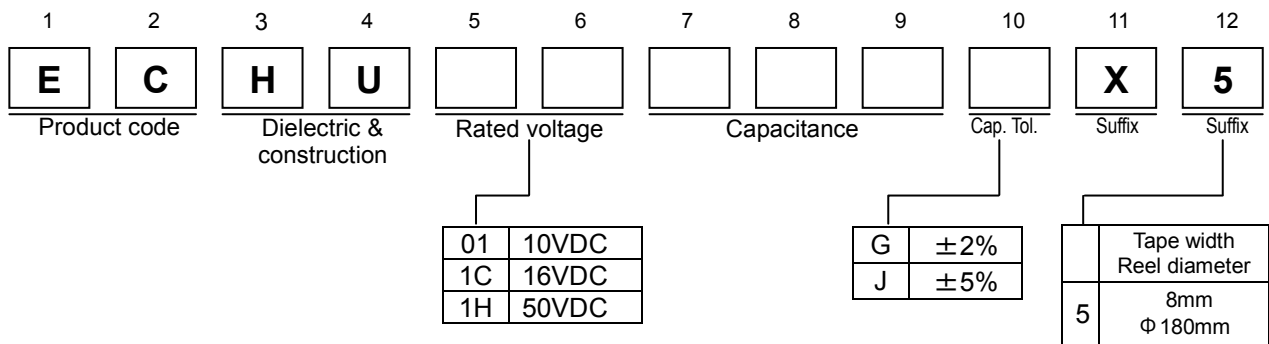 1 2 3 4 5 6 7 8 9 10 11 12
E C H U X 5
Product code Dielectric & construction Rated voltage Capacitance Cap. Tol. Suffix Suffix
01 10VDC
1C 16VDC
1H 50VDC
G ±2%
J ±5%
Tape width
Reel diameter
5 8mm
Φ180mm